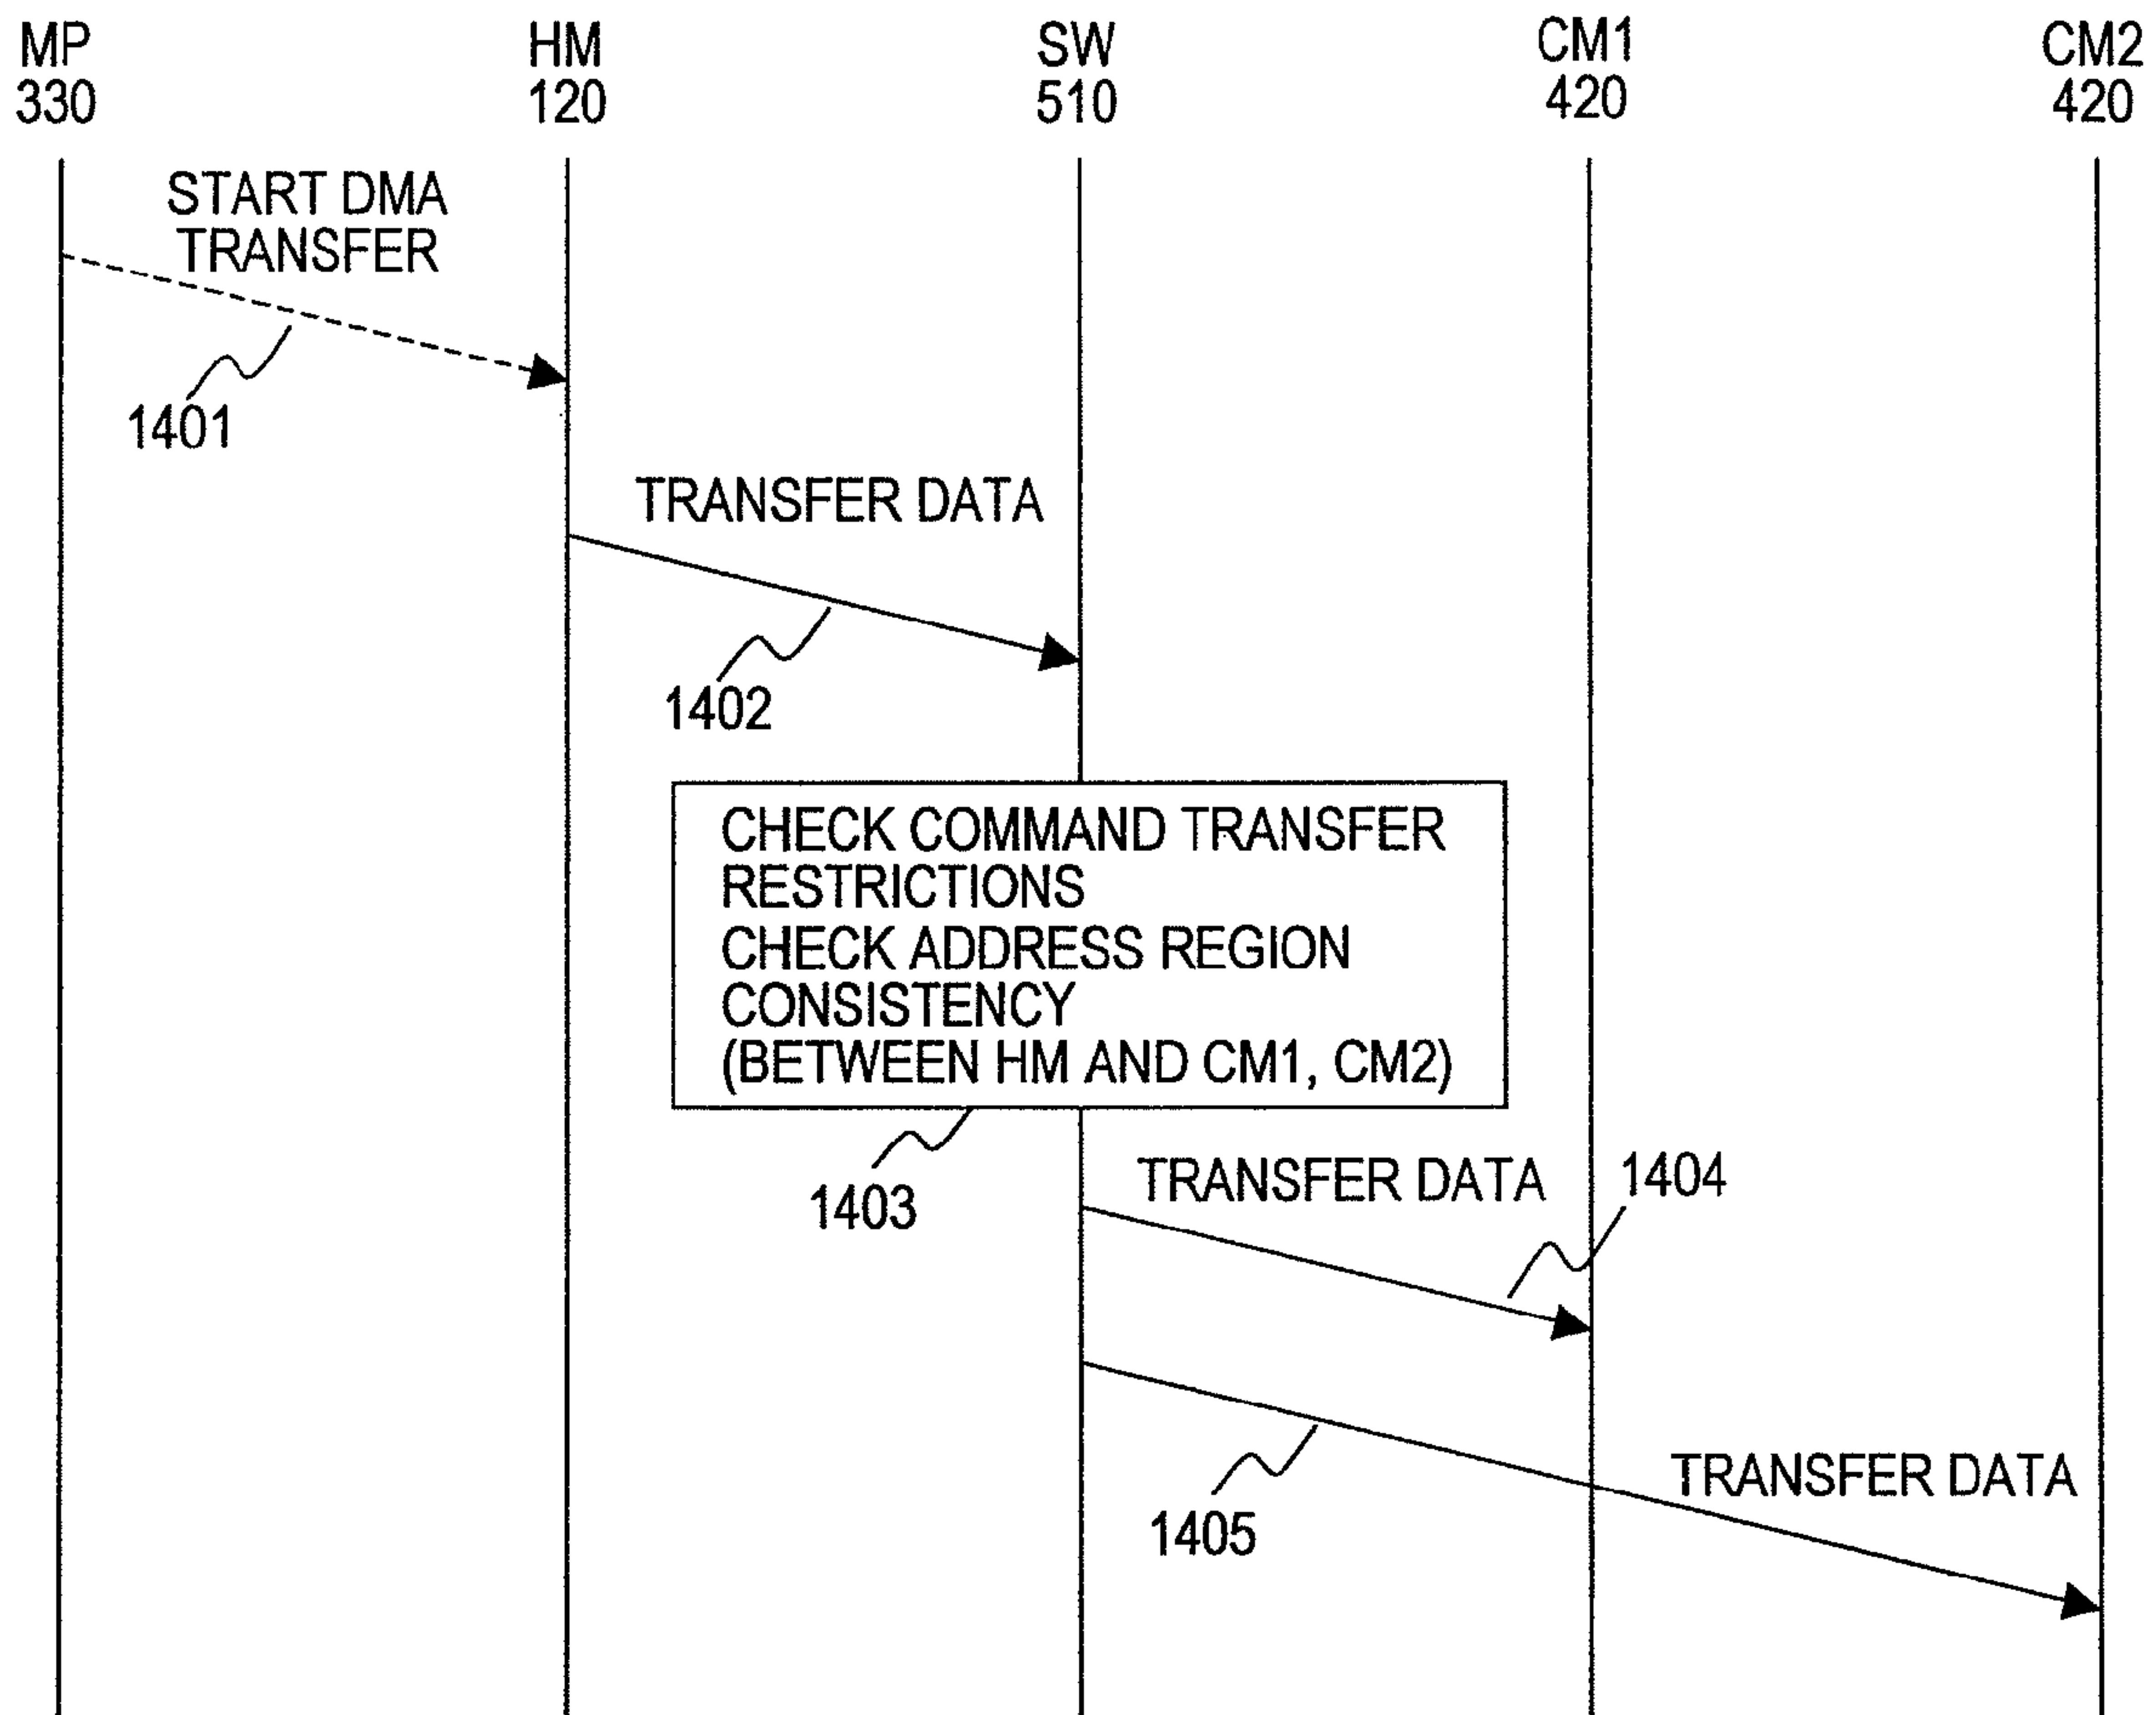 MP
330
HM
120
SW
510
CM1
420
CM2
420
START DMA
TRANSFER
1401
TRANSFER DATA
1402
CHECK COMMAND TRANSFER
RESTRICTIONS
CHECK ADDRESS REGION
CONSISTENCY
(BETWEEN HM AND CM1, CM2)
1403
TRANSFER DATA
1404
1405
TRANSFER DATA